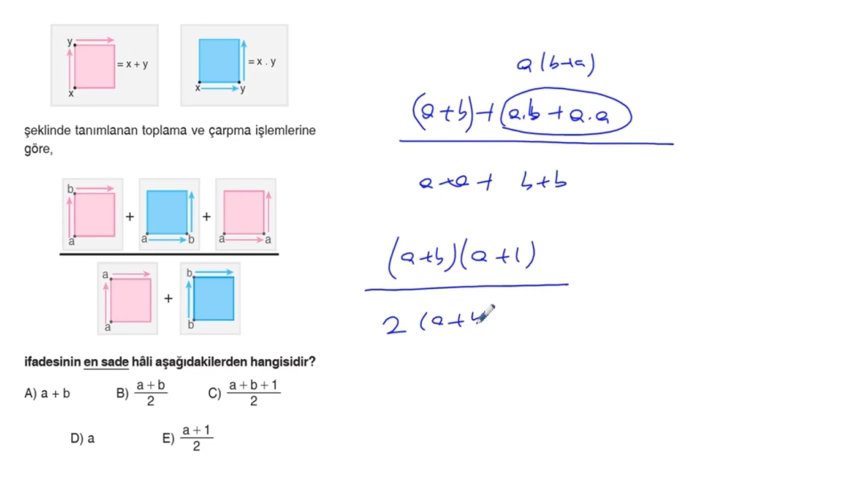 y
= x + y
x
= x . y
x y
şeklinde tanımlanan toplama ve çarpma işlemlerine
göre,
b
a
+
a b
+
a a
a
a
+
b
b
ifadesinin en sade hâli aşağıdakilerden hangisidir?
A) a + b B) a + b / 2 C) a + b + 1 / 2
D) a E) a + 1 / 2
a(b+a)
(a+b)+(a.b+a.a
a+a+ b+b
(a+b)(a+1)
2 (a+b